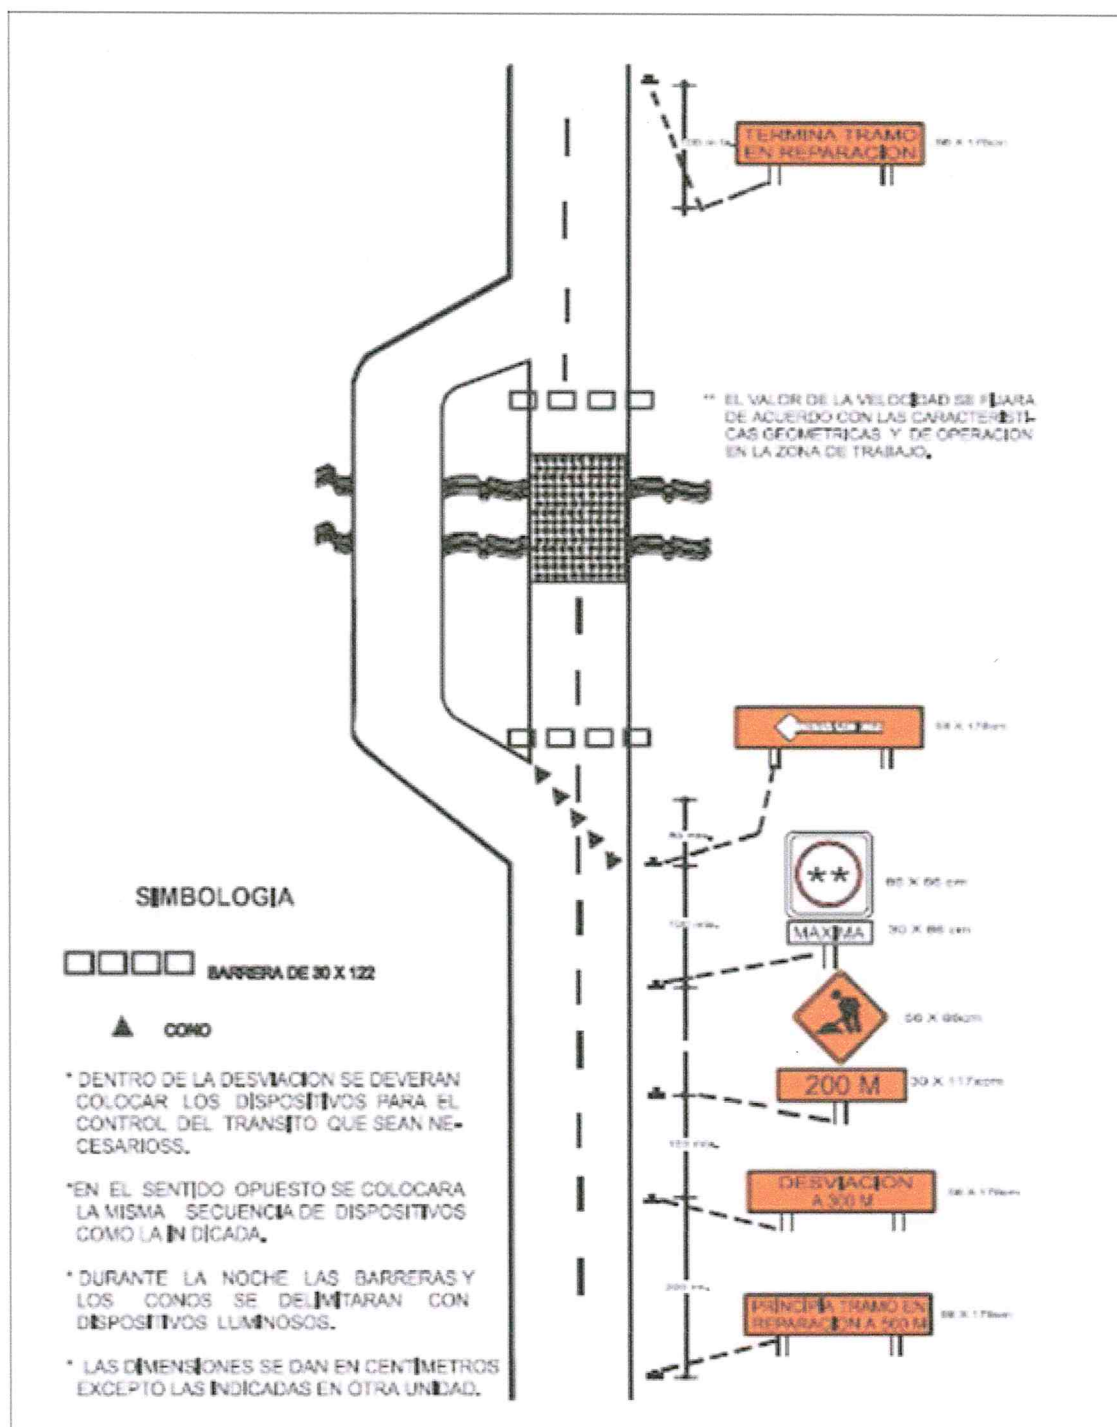 TERMINA TRAMO
EN REPARACION
** EL VALOR DE LA VELOCIDAD SE FIJARA
DE ACUERDO CON LAS CARACTERISTI-
CAS GEOMETRICAS Y DE OPERACION
EN LA ZONA DE TRABAJO.
**
MAXIMA
30 X 86 cm
200 M
DESVIACION
A 300 M
PRINCIPIA TRAMO EN
REPARACION A 500 M
SIMBOLOGIA
BARRERA DE 30 X 122
CONO
* DENTRO DE LA DESVIACION SE DEVERAN
COLOCAR LOS DISPOSITIVOS PARA EL
CONTROL DEL TRANSITO QUE SEAN NE-
CESARIOSS.
*EN EL SENTIDO OPUESTO SE COLOCARA
LA MISMA SECUENCIA DE DISPOSITIVOS
COMO LA IN DICADA.
* DURANTE LA NOCHE LAS BARRERAS Y
LOS CONOS SE DELIMITARAN CON
DISPOSITIVOS LUMINOSOS.
* LAS DIMENSIONES SE DAN EN CENTIMETROS
EXCEPTO LAS INDICADAS EN OTRA UNIDAD.